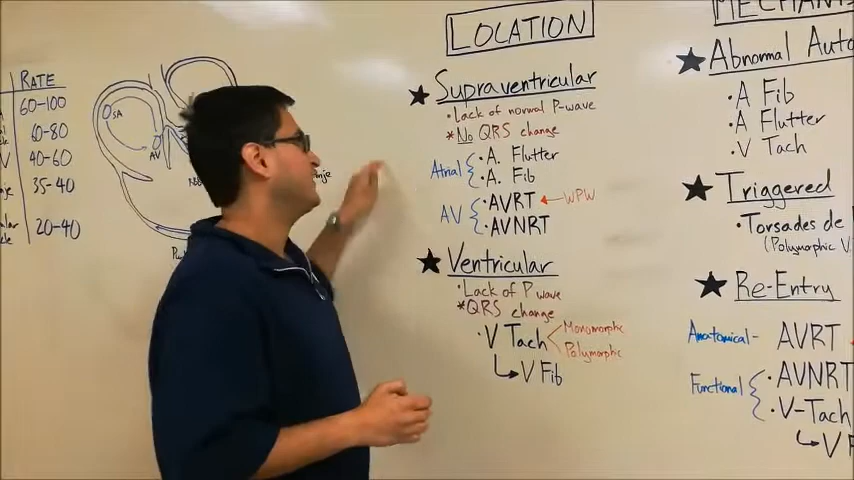 RATE
60-100
60-80
40-60
35-40
20-40
SA
AV
LOCATION
★ Supraventricular
• Lack of normal P-wave
* No QRS change
Atrial { • A. Flutter
• A. Fib
AV { • AVRT ← WPW
• AVNRT
★ Ventricular
• Lack of P wave
* QRS change
• V Tach < Monomorphic
Polymorphic
↳ V Fib
★ Abnormal
• A Fib
• A Flutter
• V Tach
★ Triggered
• Torsades de
(Polymorphic V.
★ Re-Entry
Anatomical - AVRT
Functional { • AVNRT
• V-Tach
↳ V